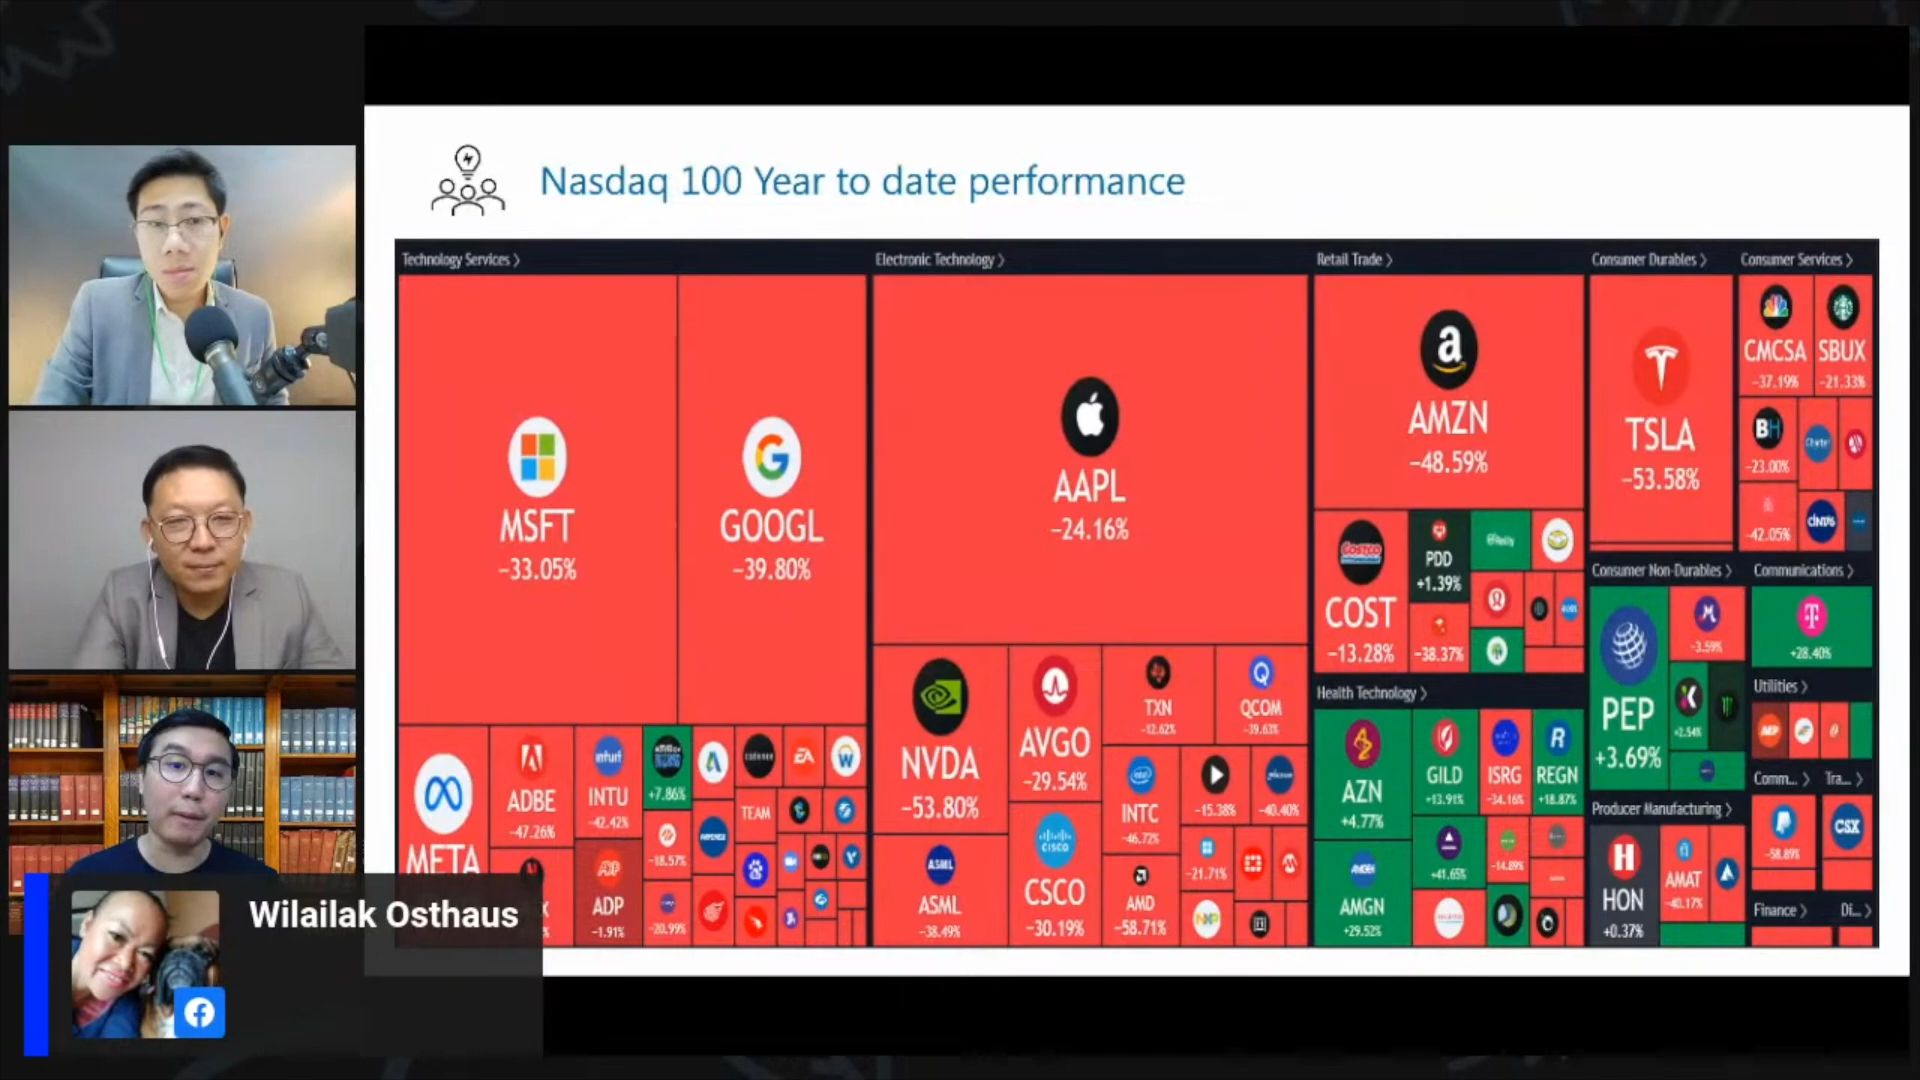 Nasdaq 100 Year to date performance
Technology Services >
MSFT
-33.05%
GOOGL
-39.80%
META
ADBE
-47.26%
INTU
-42.42%
+7.86%
ADP
-1.91%
-18.57%
-20.99%
TEAM
Electronic Technology >
AAPL
-24.16%
NVDA
-53.80%
ASML
-38.49%
AVGO
-29.54%
CSCO
-30.19%
TXN
-12.62%
QCOM
-39.63%
INTC
-46.72%
-15.38%
-40.40%
AMD
-58.71%
-21.71%
Retail Trade >
AMZN
-48.59%
COST
-13.28%
PDD
+1.39%
-38.37%
Health Technology >
AZN
+4.77%
AMGN
+29.52%
GILD
+13.91%
ISRG
-34.16%
REGN
+18.87%
+41.65%
-14.89%
Consumer Durables >
TSLA
-53.58%
Consumer Services >
CMCSA
-37.19%
SBUX
-21.33%
-23.00%
-42.05%
Consumer Non-Durables >
PEP
+3.69%
-3.59%
+2.54%
Communications >
+28.40%
Utilities >
Producer Manufacturing >
HON
+0.37%
AMAT
-40.17%
Comm... >
-58.89%
Tra... >
CSX
Finance >
Di... >
Wilailak Osthaus